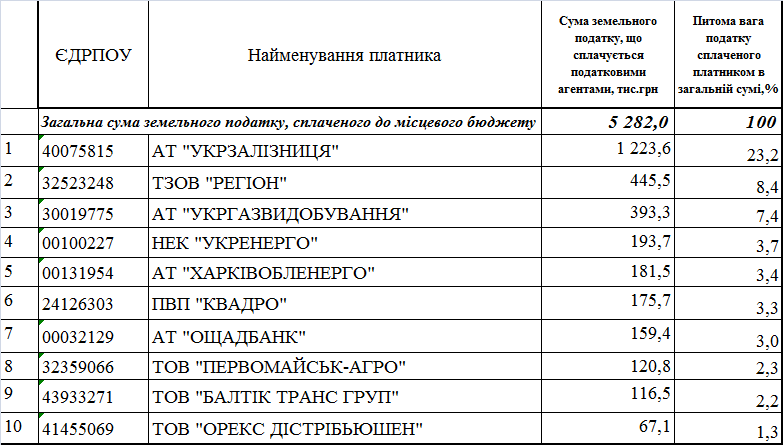 ЄДРПОУ
Найменування платника
Сума земельного
податку, що
сплачується
податковими
агентами, тис.грн
Питома вага
податку
сплаченого
платником в
загальній сумі,%
Загальна сума земельного податку, сплаченого до місцевого бюджету 5 282,0 100
1 40075815 АТ "УКРЗАЛІЗНИЦЯ" 1 223,6 23,2
2 32523248 ТЗОВ "РЕГІОН" 445,5 8,4
3 30019775 АТ "УКРГАЗВИДОБУВАННЯ" 393,3 7,4
4 00100227 НЕК "УКРЕНЕРГО" 193,7 3,7
5 00131954 АТ "ХАРКІВОБЛЕНЕРГО" 181,5 3,4
6 24126303 ПВП "КВАДРО" 175,7 3,3
7 00032129 АТ "ОЩАДБАНК" 159,4 3,0
8 32359066 ТОВ "ПЕРВОМАЙСЬК-АГРО" 120,8 2,3
9 43933271 ТОВ "БАЛТІК ТРАНС ГРУП" 116,5 2,2
10 41455069 ТОВ "ОРЕКС ДІСТРІБЬЮШЕН" 67,1 1,3